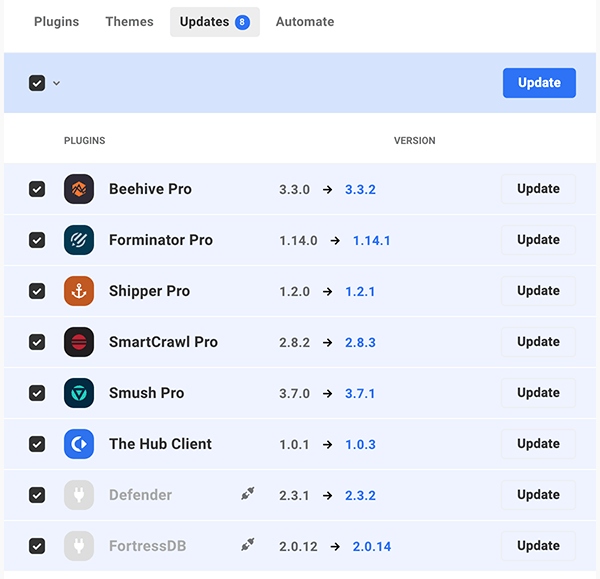 Plugins Themes Updates 8 Automate
Update
PLUGINS VERSION
Beehive Pro 3.3.0 → 3.3.2 Update
Forminator Pro 1.14.0 → 1.14.1 Update
Shipper Pro 1.2.0 → 1.2.1 Update
SmartCrawl Pro 2.8.2 → 2.8.3 Update
Smush Pro 3.7.0 → 3.7.1 Update
The Hub Client 1.0.1 → 1.0.3 Update
Defender 2.3.1 → 2.3.2 Update
FortressDB 2.0.12 → 2.0.14 Update